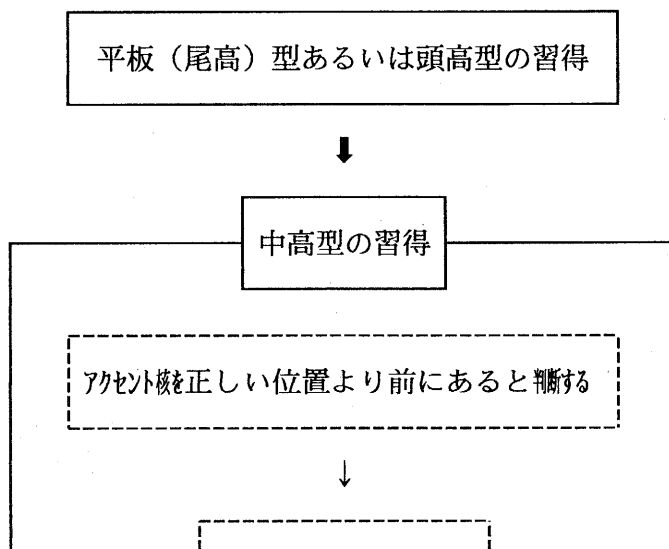 平板（尾高）型あるいは頭高型の習得
中高型の習得
アクセント核を正しい位置より前にあると判断する